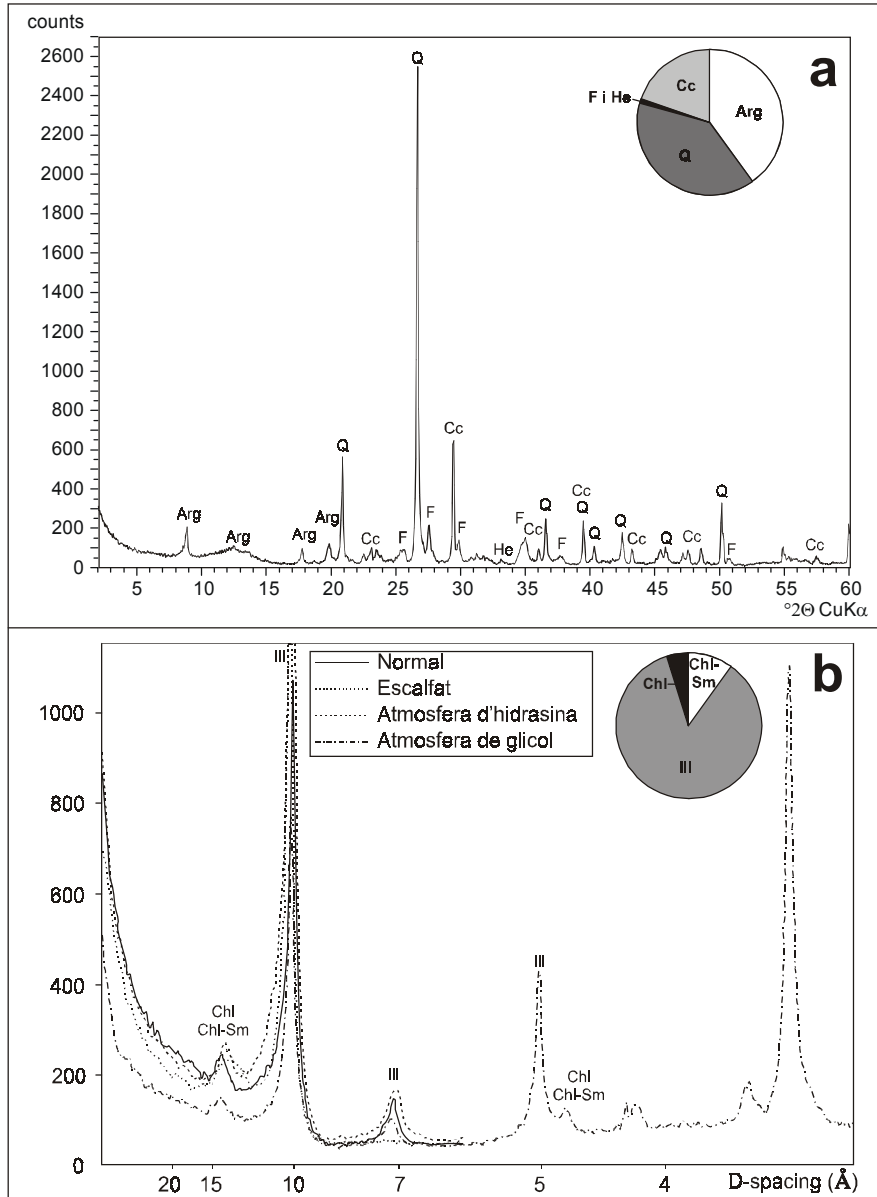 counts
a
2600
2400
2200
2000
1800
1600
1400
1200
1000
800
600
400
200
0
Q
Cc
Arg
F i He
Q
Arg
Arg
Arg
Arg
Q
Cc
F
F
Cc
F
He
F
Cc
Q
Cc
Q
Q
Q
Cc
Q
Cc
Q
F
Cc
5 10 15 20 25 30 35 40 45 50 55 60
°2Θ CuKα
b
Ill
Normal
Escalfat
Atmosfera d'hidrasina
Atmosfera de glicol
Chl
Chl-
Sm
Ill
1000
800
600
400
200
0
Chl
Chl-Sm
Ill
Ill
Chl
Chl-Sm
20 15 10 7 5 4 D-spacing (Å)